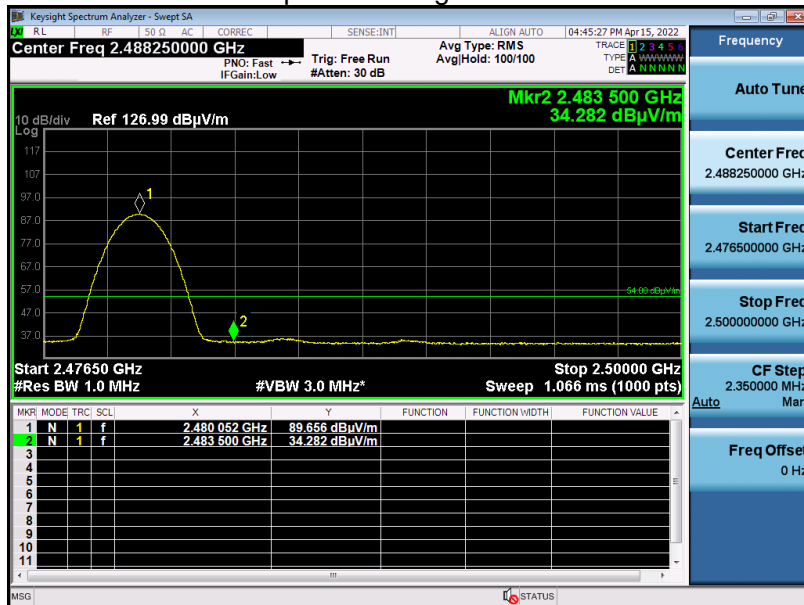 Keysight Spectrum Analyzer - Swept SA
RL RF 50 Ω AC CORREC SENSE:INT ALIGN AUTO 04:45:27 PM Apr 15, 2022
Center Freq 2.488250000 GHz
PNO: Fast
IFGain:Low
Trig: Free Run
#Atten: 30 dB
Avg Type: RMS
Avg|Hold: 100/100
TRACE 1 2 3 4 5 6
TYPE A WWWWW
DET A N N N N N
Mkr2 2.483 500 GHz
34.282 dBµV/m
10 dB/div Ref 126.99 dBµV/m
Log
117
107
97.0
87.0
77.0
67.0
57.0
47.0
37.0
1
2
54.00 dBµV/m
Start 2.47650 GHz Stop 2.50000 GHz
#Res BW 1.0 MHz #VBW 3.0 MHz* Sweep 1.066 ms (1000 pts)
MKR MODE TRC SCL X Y FUNCTION FUNCTION WIDTH FUNCTION VALUE
1 N 1 f 2.480 052 GHz 89.656 dBµV/m
2 N 1 f 2.483 500 GHz 34.282 dBµV/m
3
4
5
6
7
8
9
10
11
MSG STATUS
Frequency
Auto Tune
Center Freq
2.488250000 GHz
Start Freq
2.476500000 GHz
Stop Freq
2.500000000 GHz
CF Step
2.350000 MHz
Auto Man
Freq Offset
0 Hz